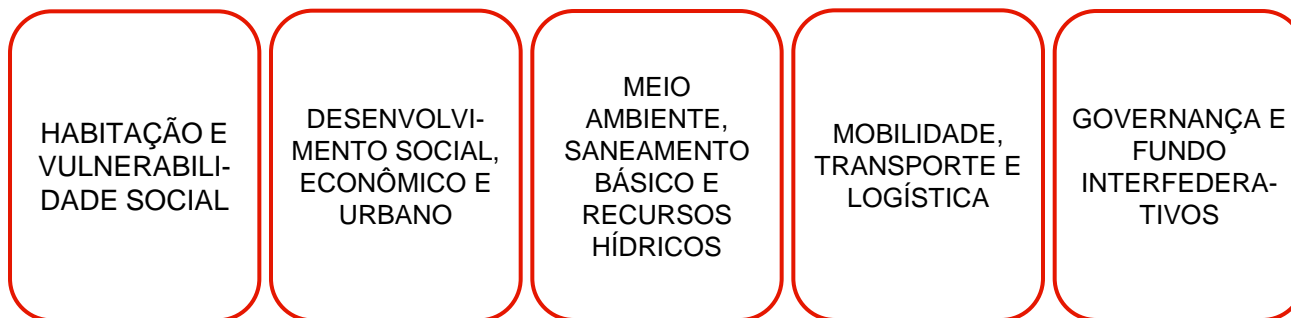 HABITAÇÃO E
VULNERABILI-
DADE SOCIAL
DESENVOLVI-
MENTO SOCIAL,
ECONÔMICO E
URBANO
MEIO
AMBIENTE,
SANEAMENTO
BÁSICO E
RECURSOS
HÍDRICOS
MOBILIDADE,
TRANSPORTE E
LOGÍSTICA
GOVERNANÇA E
FUNDO
INTERFEDERA-
TIVOS